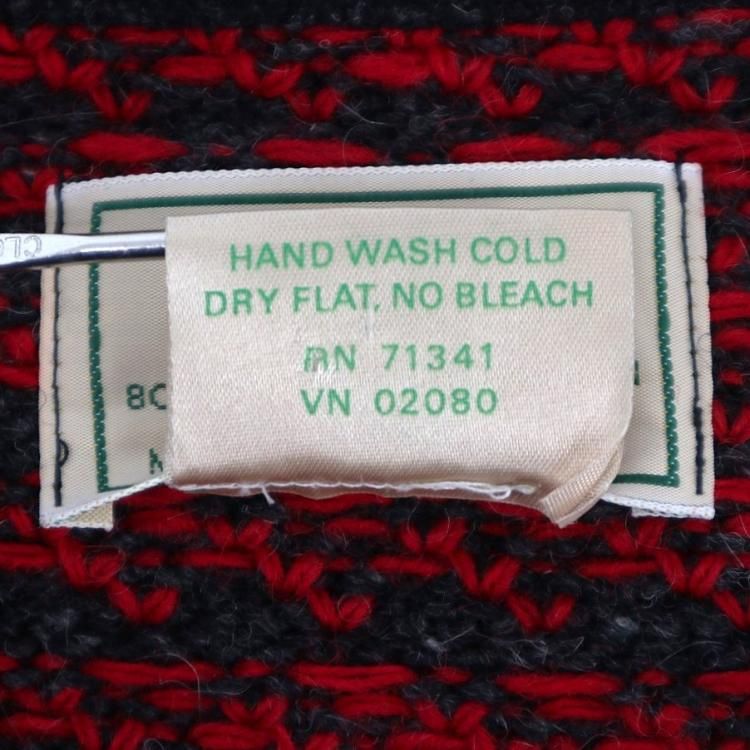 HAND WASH COLD
DRY FLAT. NO BLEACH
RN 71341
VN 02080